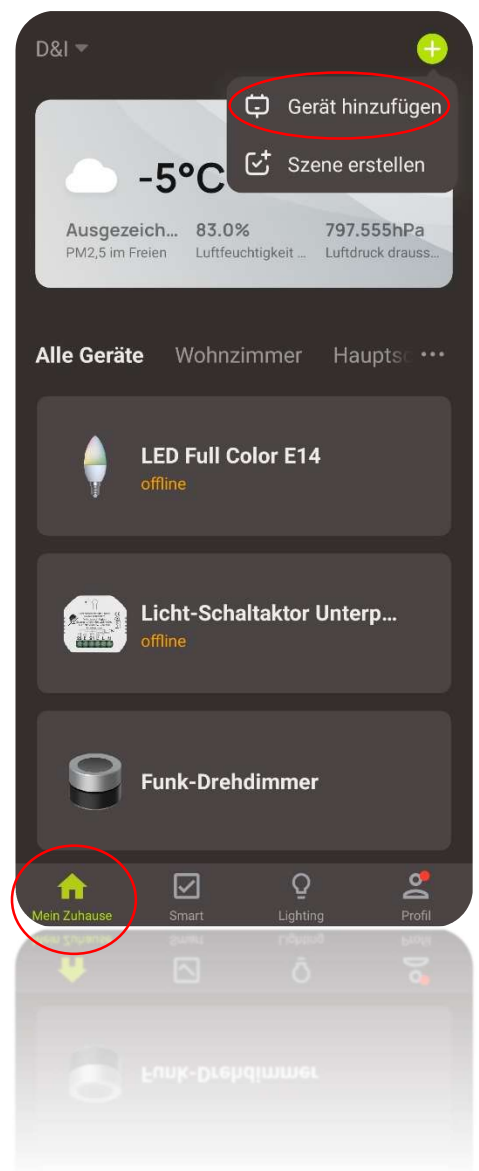 D&I
Gerät hinzufügen
Szene erstellen
-5°C
Ausgezeich... 83.0% 797.555hPa
PM2,5 im Freien Luftfeuchtigkeit ... Luftdruck drauss...
Alle Geräte Wohnzimmer Haupts
LED Full Color E14
offline
Licht-Schaltaktor Unterp...
offline
Funk-Drehdimmer
Mein Zuhause Smart Lighting Profil